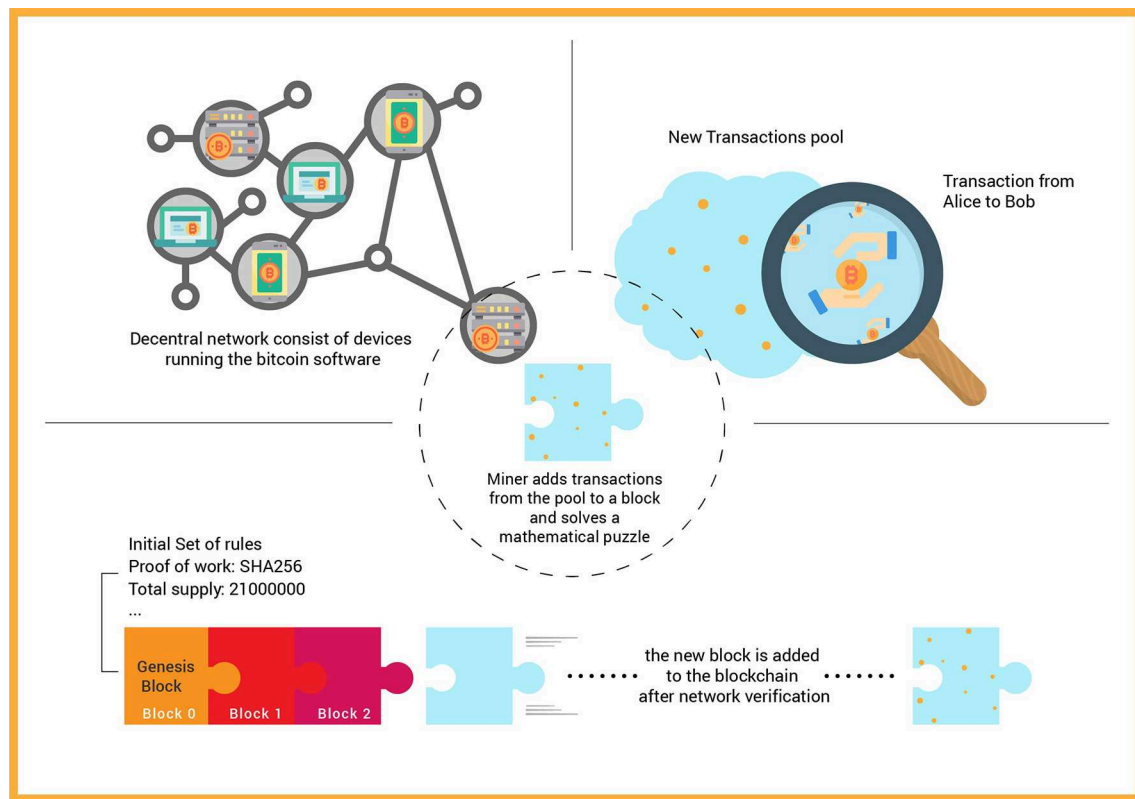 New Transactions pool
Transaction from
Alice to Bob
Decentral network consist of devices
running the bitcoin software
Miner adds transactions
from the pool to a block
and solves a
mathematical puzzle
Initial Set of rules
Proof of work: SHA256
Total supply: 21000000
...
Genesis
Block
Block 0
Block 1
Block 2
the new block is added
to the blockchain
after network verification